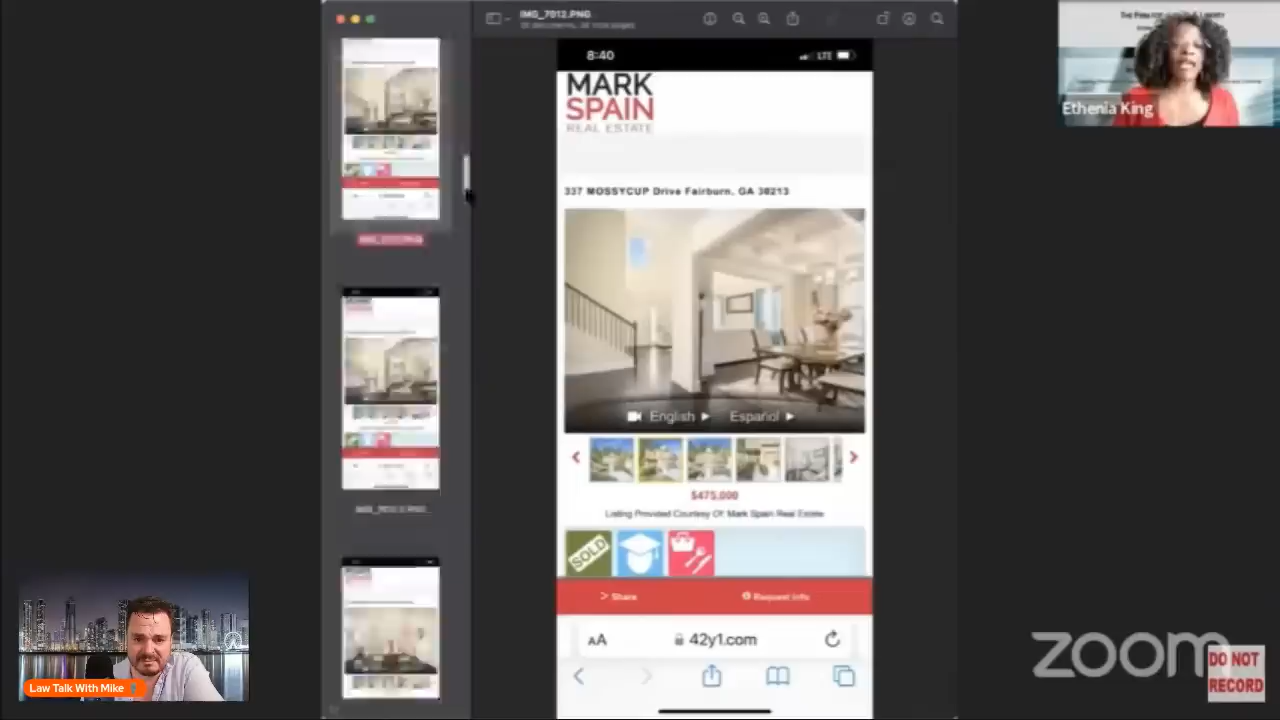 IMG_7012.PNG
8:40
LTE
MARK
SPAIN
REAL ESTATE
337 MOSSYCUP Drive Fairburn, GA 30213
English
Español
$475,000
Listing Provided Courtesy Of Mark Spain Real Estate
SOLD
Share
Request Info
AA
42y1.com
Ethenia King
Law Talk With Mike
zoom
DO NOT
RECORD